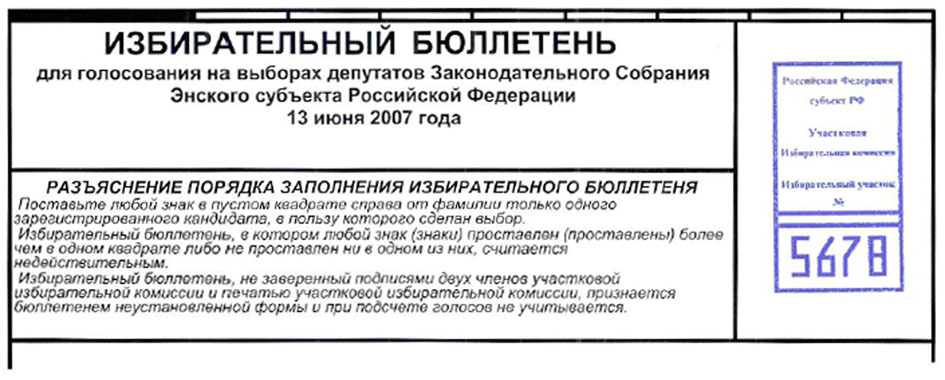 ИЗБИРАТЕЛЬНЫЙ БЮЛЛЕТЕНЬ
для голосования на выборах депутатов Законодательного Собрания
Энского субъекта Российской Федерации
13 июня 2007 года
РАЗЪЯСНЕНИЕ ПОРЯДКА ЗАПОЛНЕНИЯ ИЗБИРАТЕЛЬНОГО БЮЛЛЕТЕНЯ
Поставьте любой знак в пустом квадрате справа от фамилии только одного
зарегистрированного кандидата, в пользу которого сделан выбор.
Избирательный бюллетень, в котором любой знак (знаки) проставлен (проставлены) более
чем в одном квадрате либо не проставлен ни в одном из них, считается
недействительным.
Избирательный бюллетень, не заверенный подписями двух членов участковой
избирательной комиссии и печатью участковой избирательной комиссии, признается
бюллетенем неустановленной формы и при подсчете голосов не учитывается.
Российская Федерация
субъект РФ
Участковая
Избирательная комиссия
Избирательный участок
№
5678